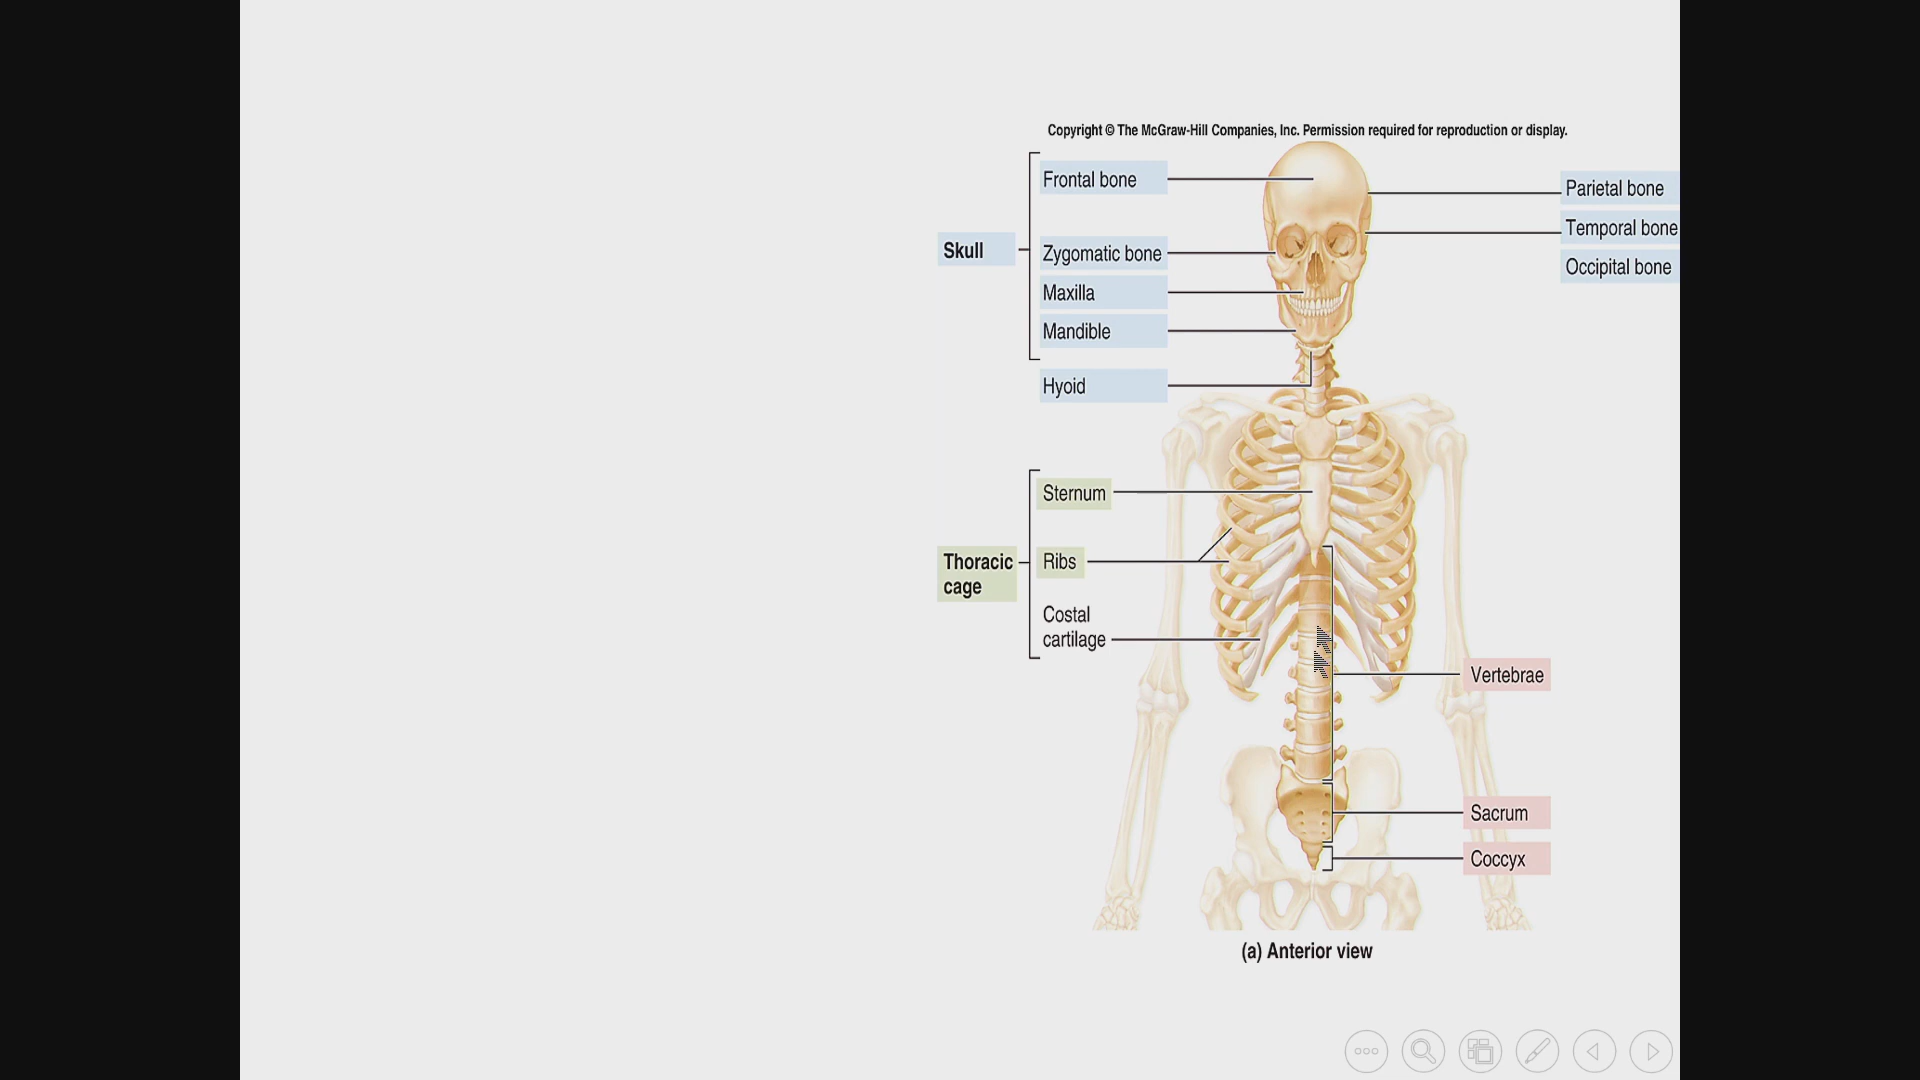 Copyright © The McGraw-Hill Companies, Inc. Permission required for reproduction or display.
Frontal bone
Parietal bone
Temporal bone
Skull
Zygomatic bone
Occipital bone
Maxilla
Mandible
Hyoid
Sternum
Thoracic
cage
Ribs
Costal
cartilage
Vertebrae
Sacrum
Coccyx
(a) Anterior view